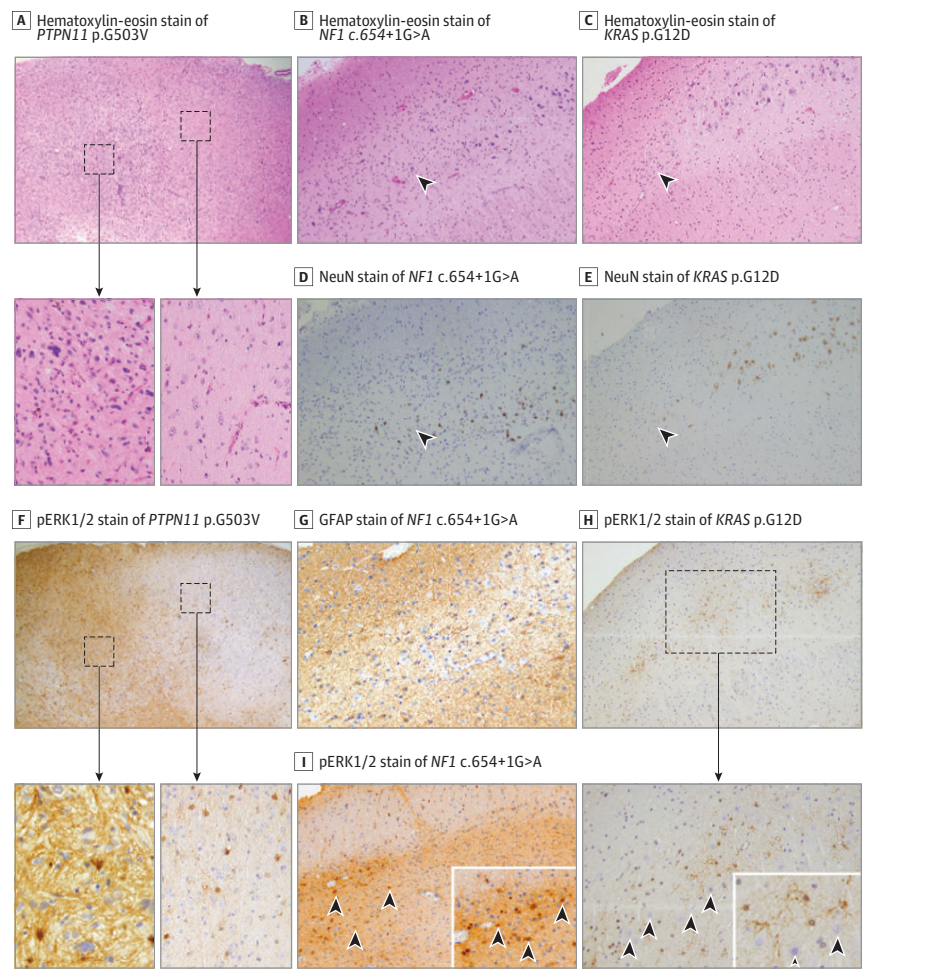 A Hematoxylin-eosin stain of
PTPN11 p.G503V
B Hematoxylin-eosin stain of
NF1 c.654+1G>A
C Hematoxylin-eosin stain of
KRAS p.G12D
D NeuN stain of NF1 c.654+1G>A
E NeuN stain of KRAS p.G12D
F pERK1/2 stain of PTPN11 p.G503V
G GFAP stain of NF1 c.654+1G>A
H pERK1/2 stain of KRAS p.G12D
I pERK1/2 stain of NF1 c.654+1G>A